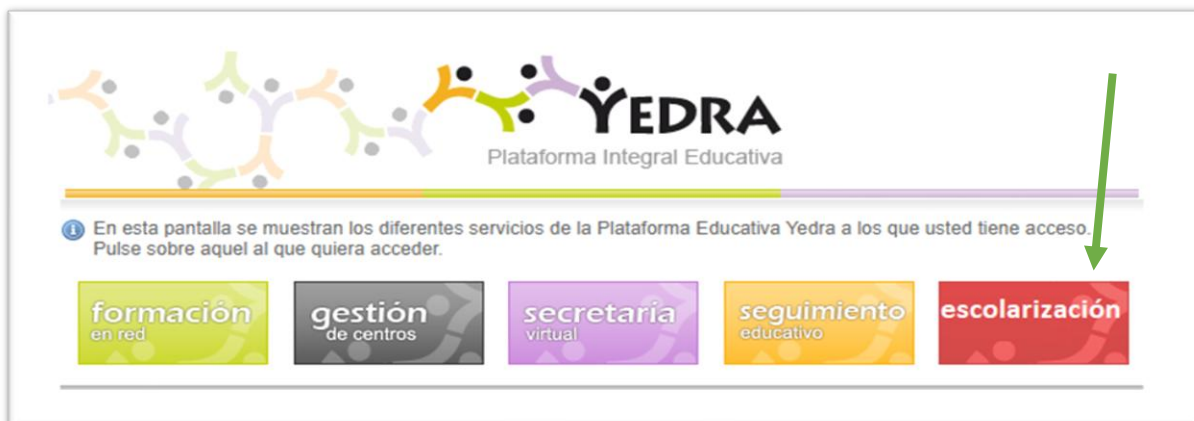 YEDRA
Plataforma Integral Educativa
En esta pantalla se muestran los diferentes servicios de la Plataforma Educativa Yedra a los que usted tiene acceso.
Pulse sobre aquel al que quiera acceder.
formación
en red
gestión
de centros
secretaría
virtual
seguimiento
educativo
escolarización